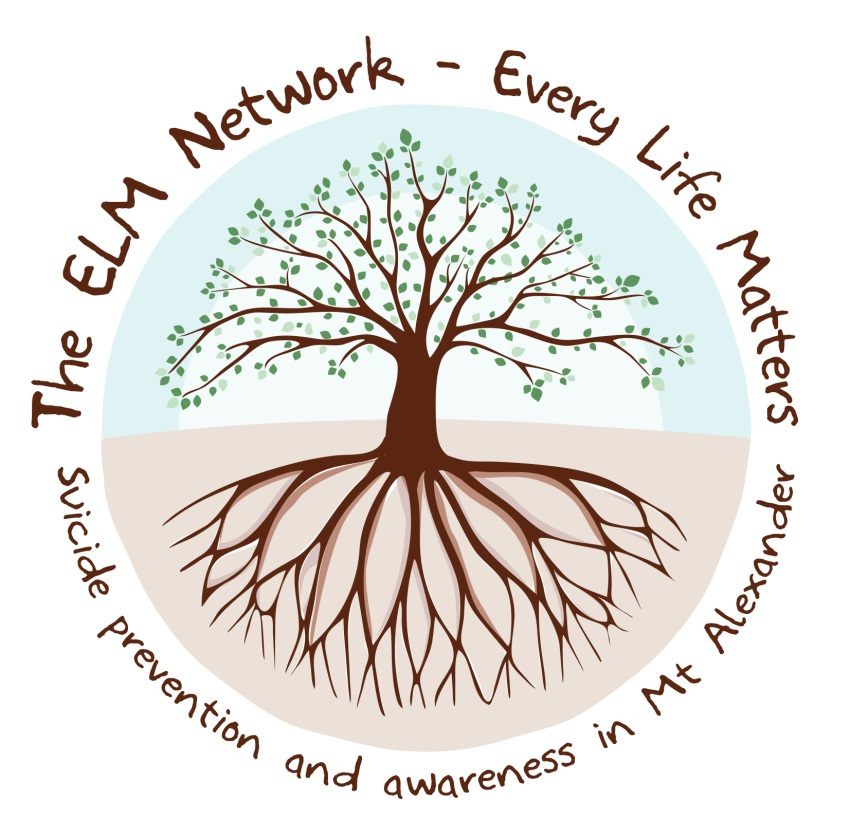 The ELM Network - Every Life Matters
suicide prevention and awareness in Mt Alexander